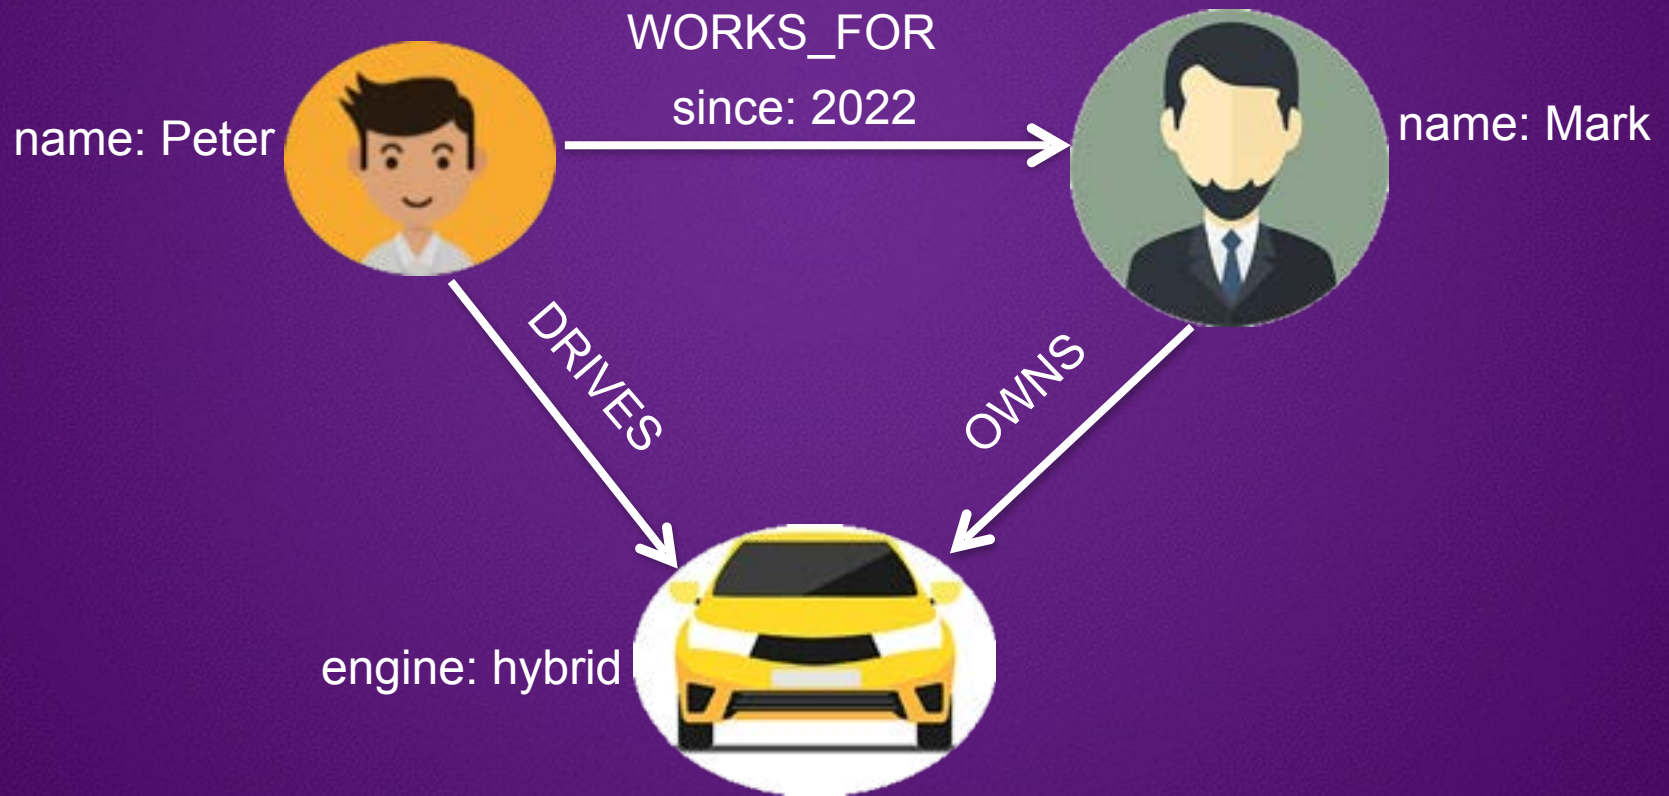 WORKS_FOR
since: 2022
name: Peter
name: Mark
DRIVES
OWNS
engine: hybrid